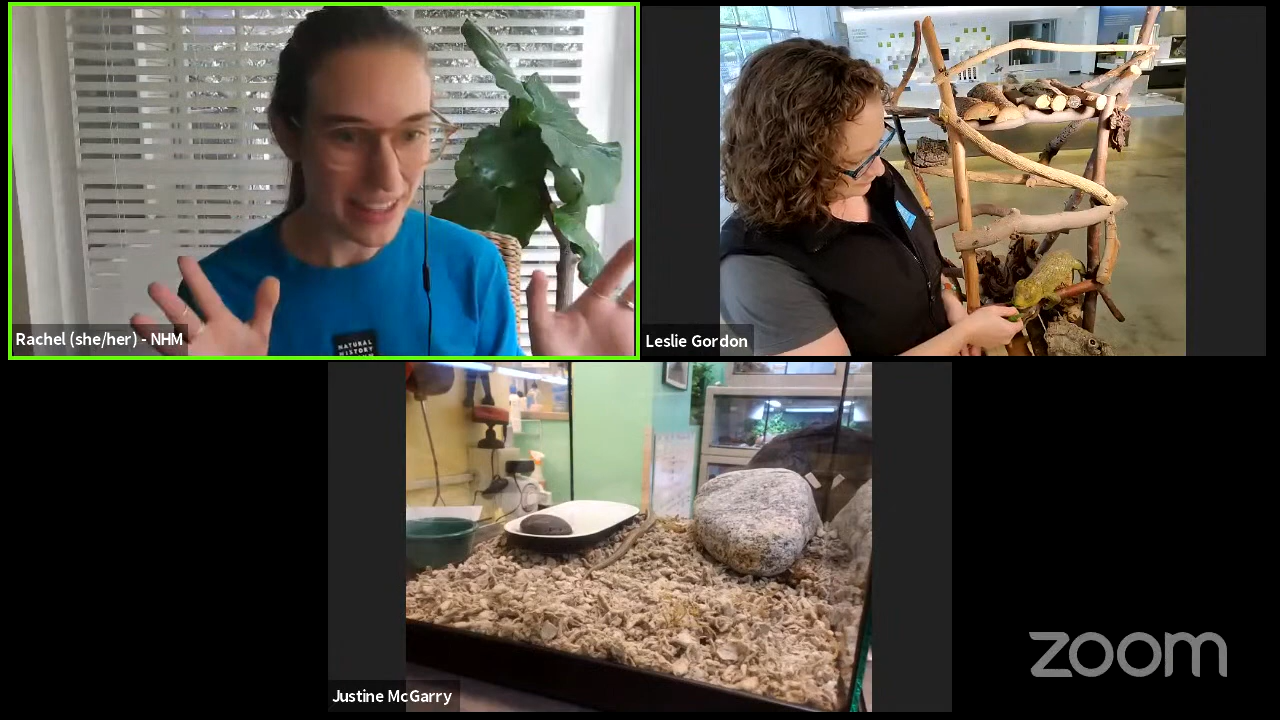 Rachel (she/her) - NHM
NATURAL
HISTORY
Leslie Gordon
Justine McGarry
zoom